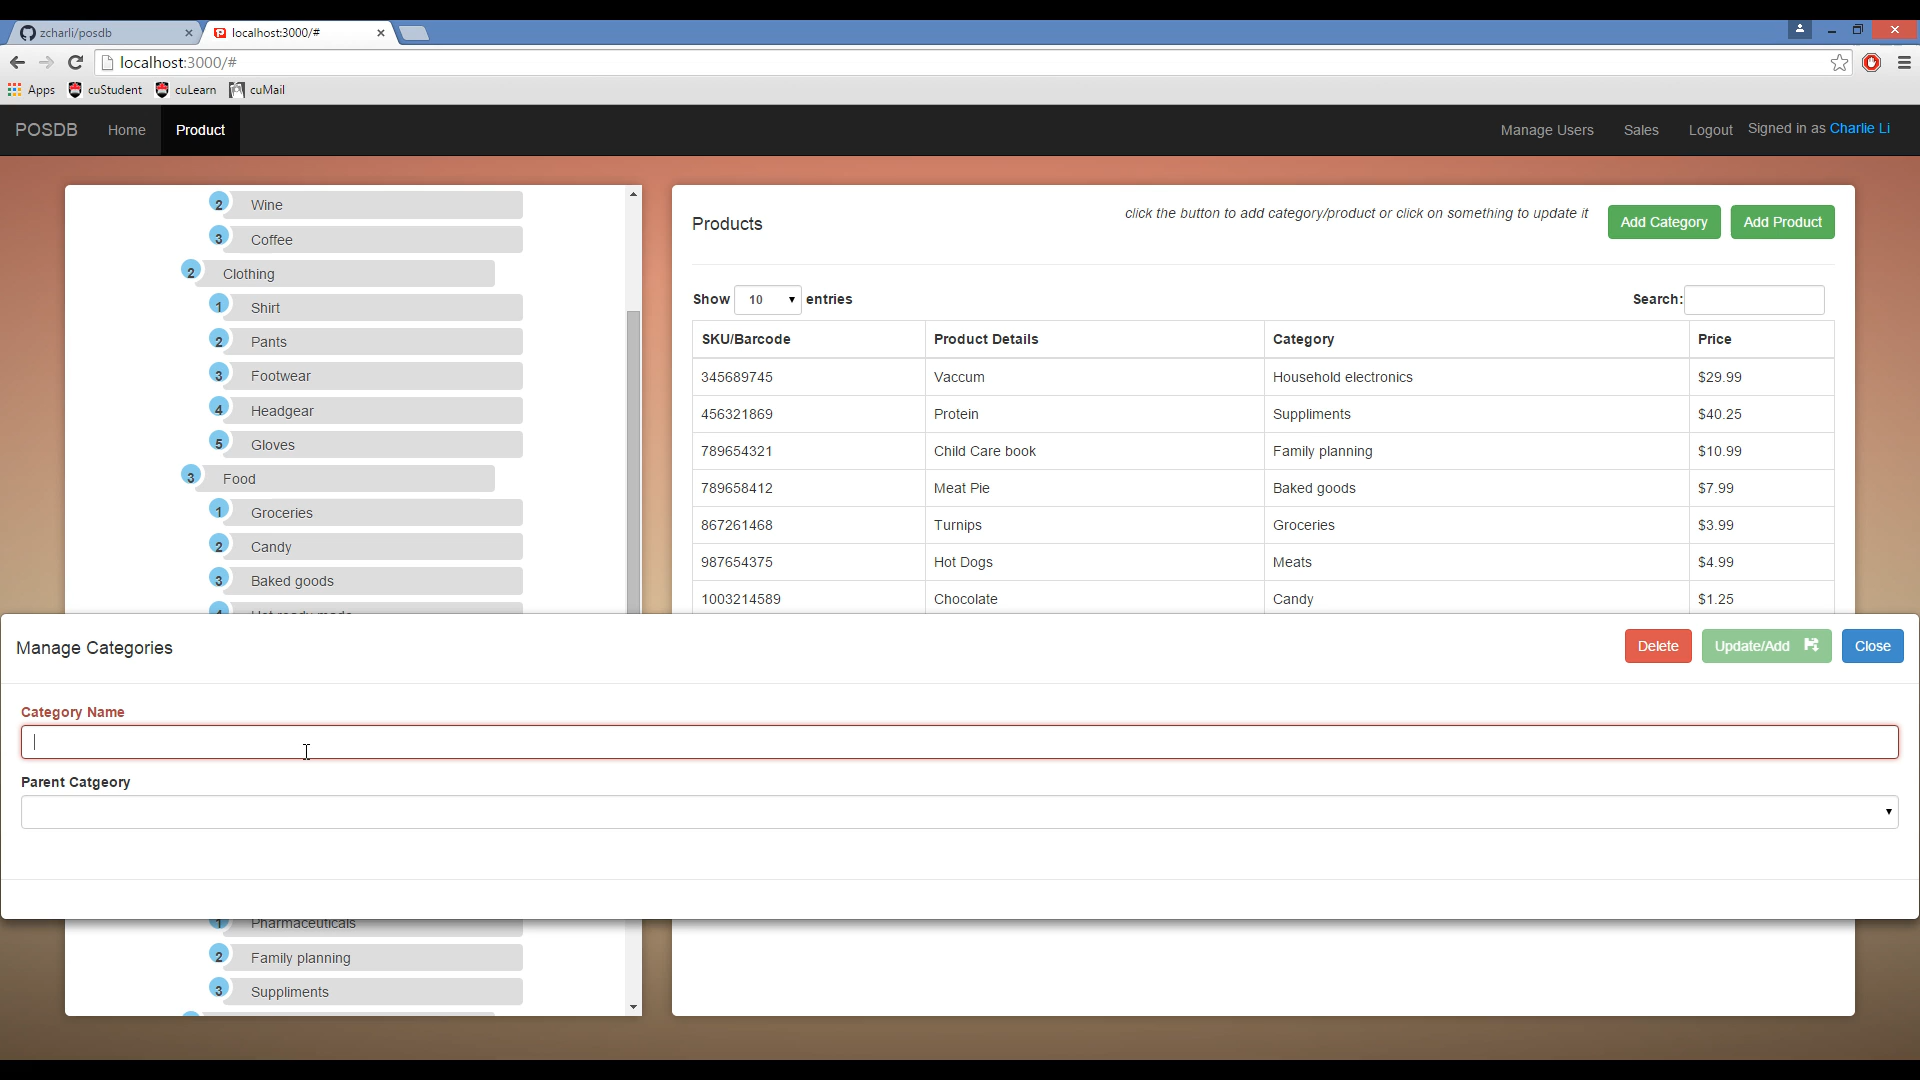 zcharli/posdb
localhost:3000/#
localhost:3000/#
Apps cuStudent cuLearn cuMail
POSDB Home Product Manage Users Sales Logout Signed in as Charlie Li
2 Wine
3 Coffee
2 Clothing
1 Shirt
2 Pants
3 Footwear
4 Headgear
5 Gloves
3 Food
1 Groceries
2 Candy
3 Baked goods
Products click the button to add category/product or click on something to update it Add Category Add Product
Show 10 entries Search:
SKU/Barcode Product Details Category Price
345689745 Vaccum Household electronics $29.99
456321869 Protein Suppliments $40.25
789654321 Child Care book Family planning $10.99
789658412 Meat Pie Baked goods $7.99
867261468 Turnips Groceries $3.99
987654375 Hot Dogs Meats $4.99
1003214589 Chocolate Candy $1.25
Manage Categories Delete Update/Add Close
Category Name
Parent Catgeory
1 Pharmaceuticals
2 Family planning
3 Suppliments